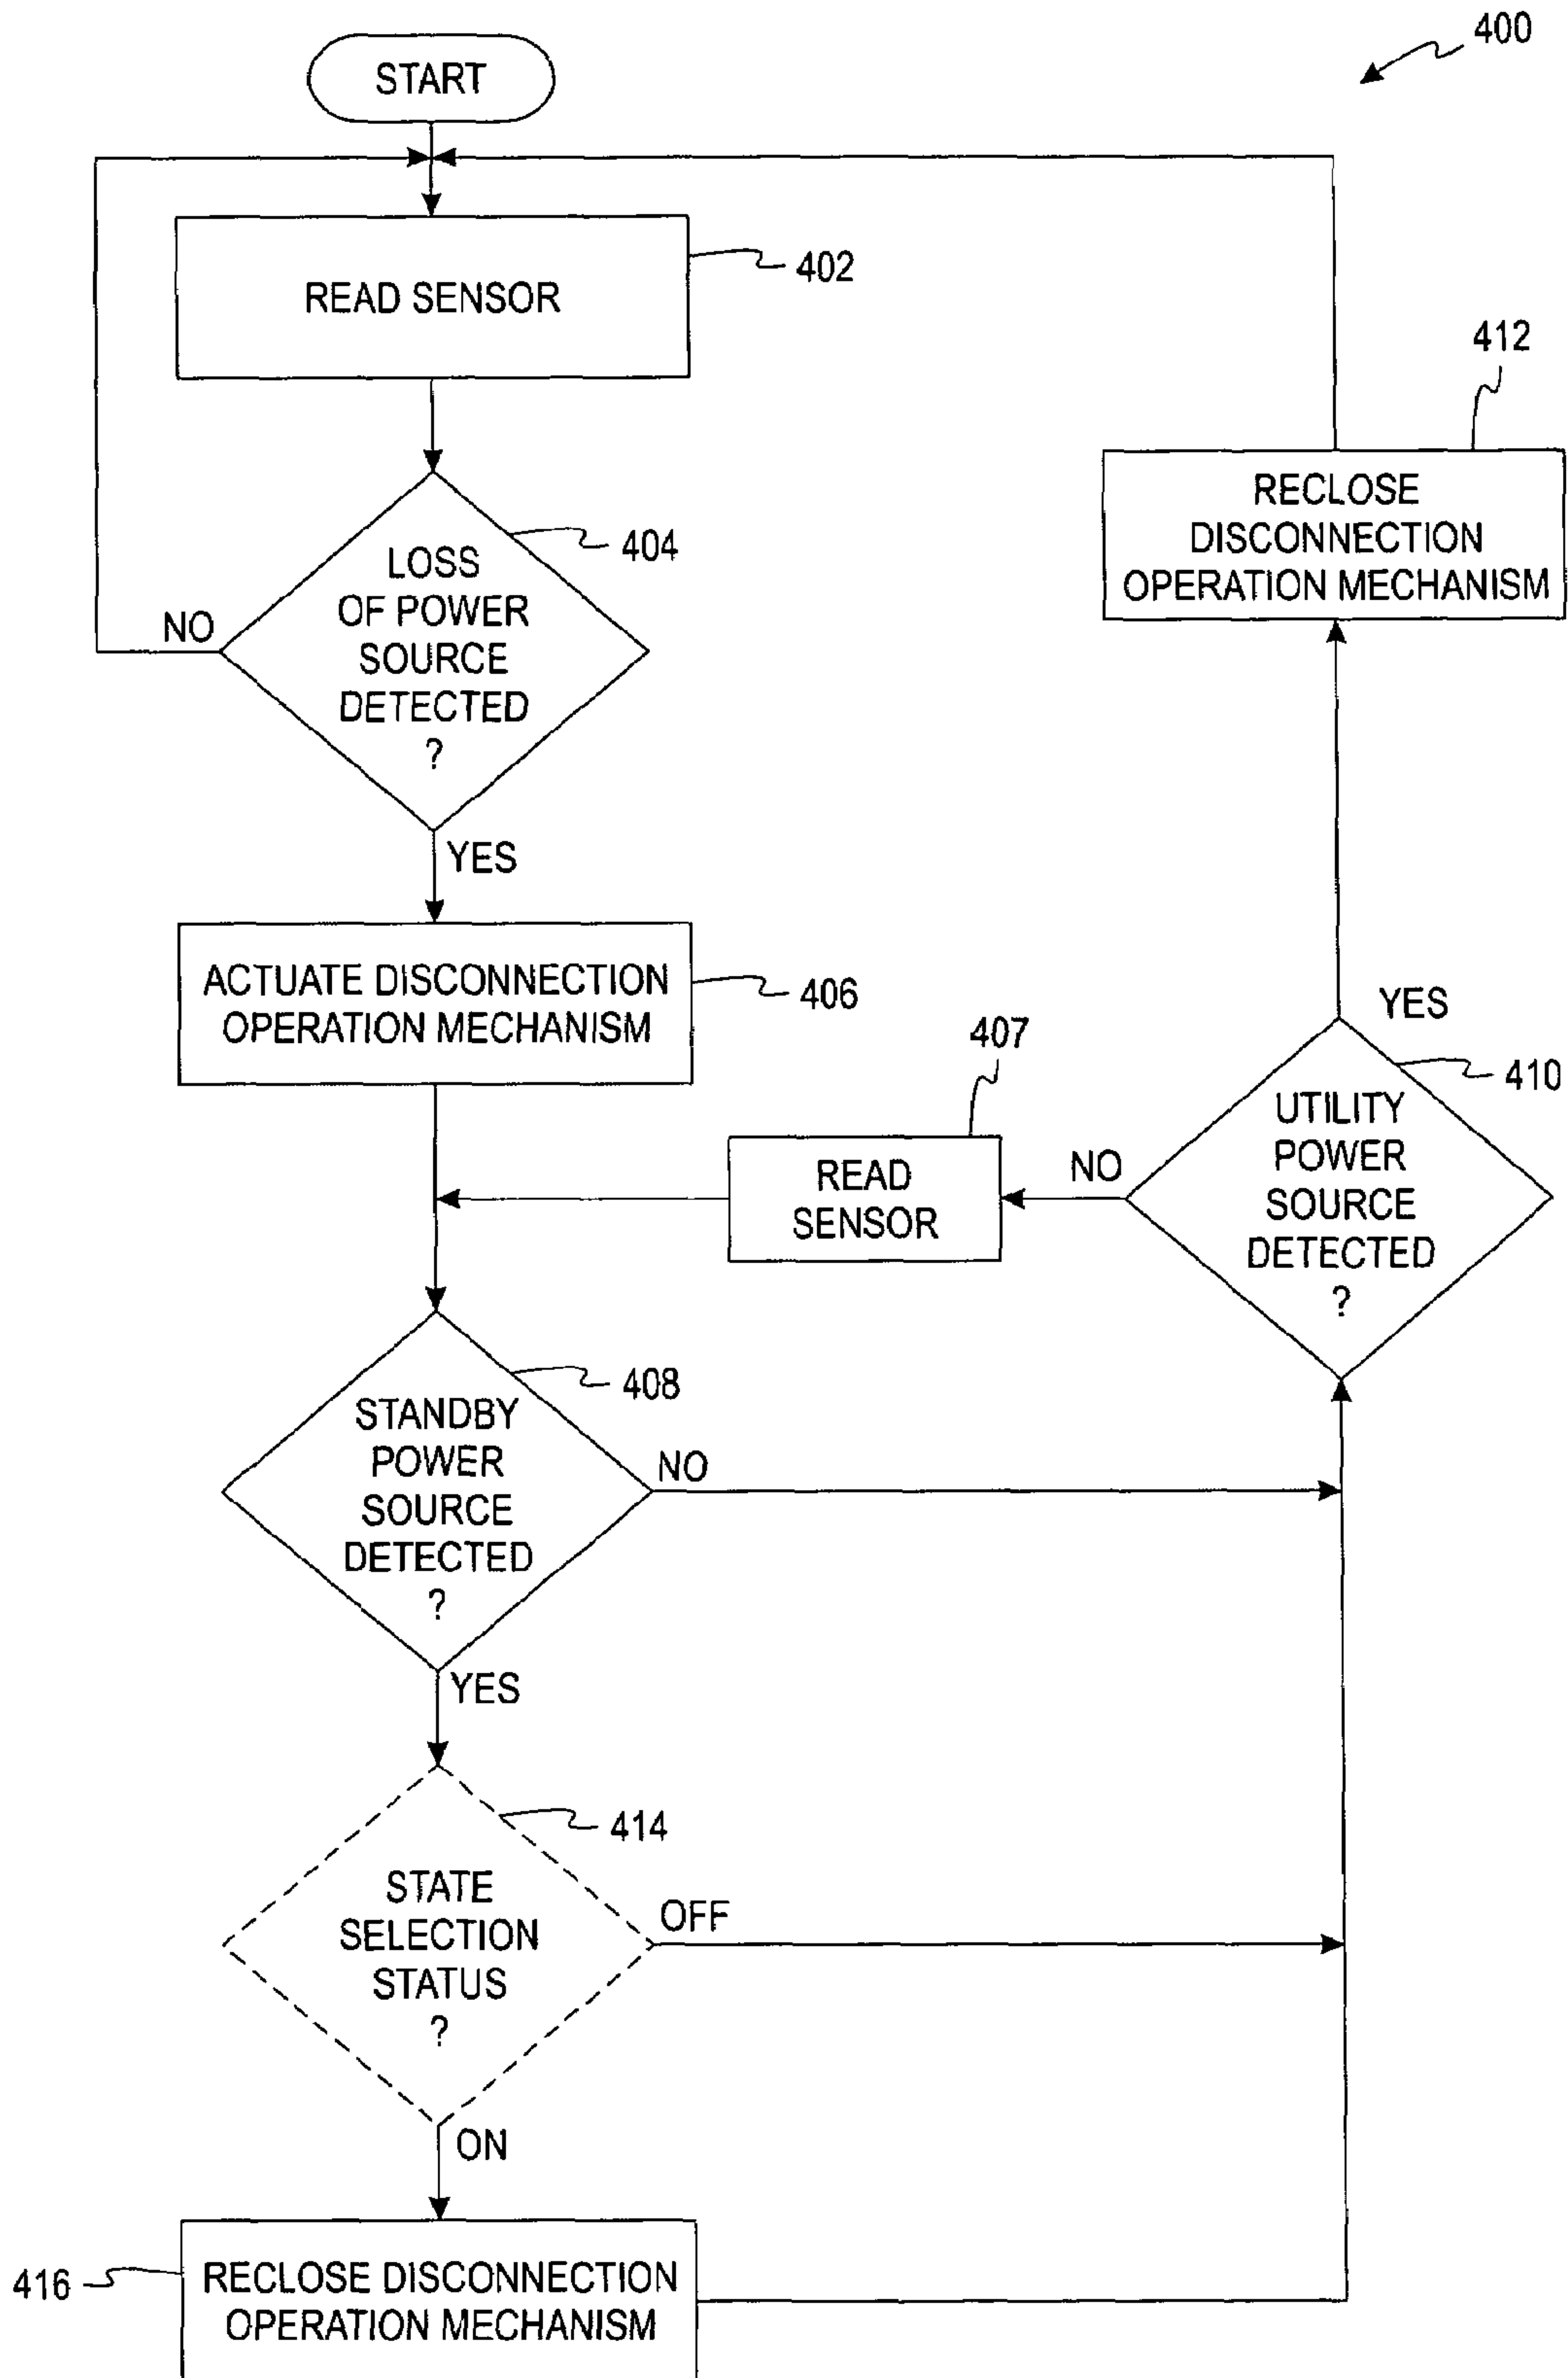 400
START
READ SENSOR
402
LOSS
OF POWER
SOURCE
DETECTED
?
404
NO
YES
412
RECLOSE
DISCONNECTION
OPERATION MECHANISM
ACTUATE DISCONNECTION
OPERATION MECHANISM
406
407
READ
SENSOR
NO
YES
410
UTILITY
POWER
SOURCE
DETECTED
?
408
STANDBY
POWER
SOURCE
DETECTED
?
NO
YES
414
STATE
SELECTION
STATUS
?
OFF
ON
416
RECLOSE DISCONNECTION
OPERATION MECHANISM